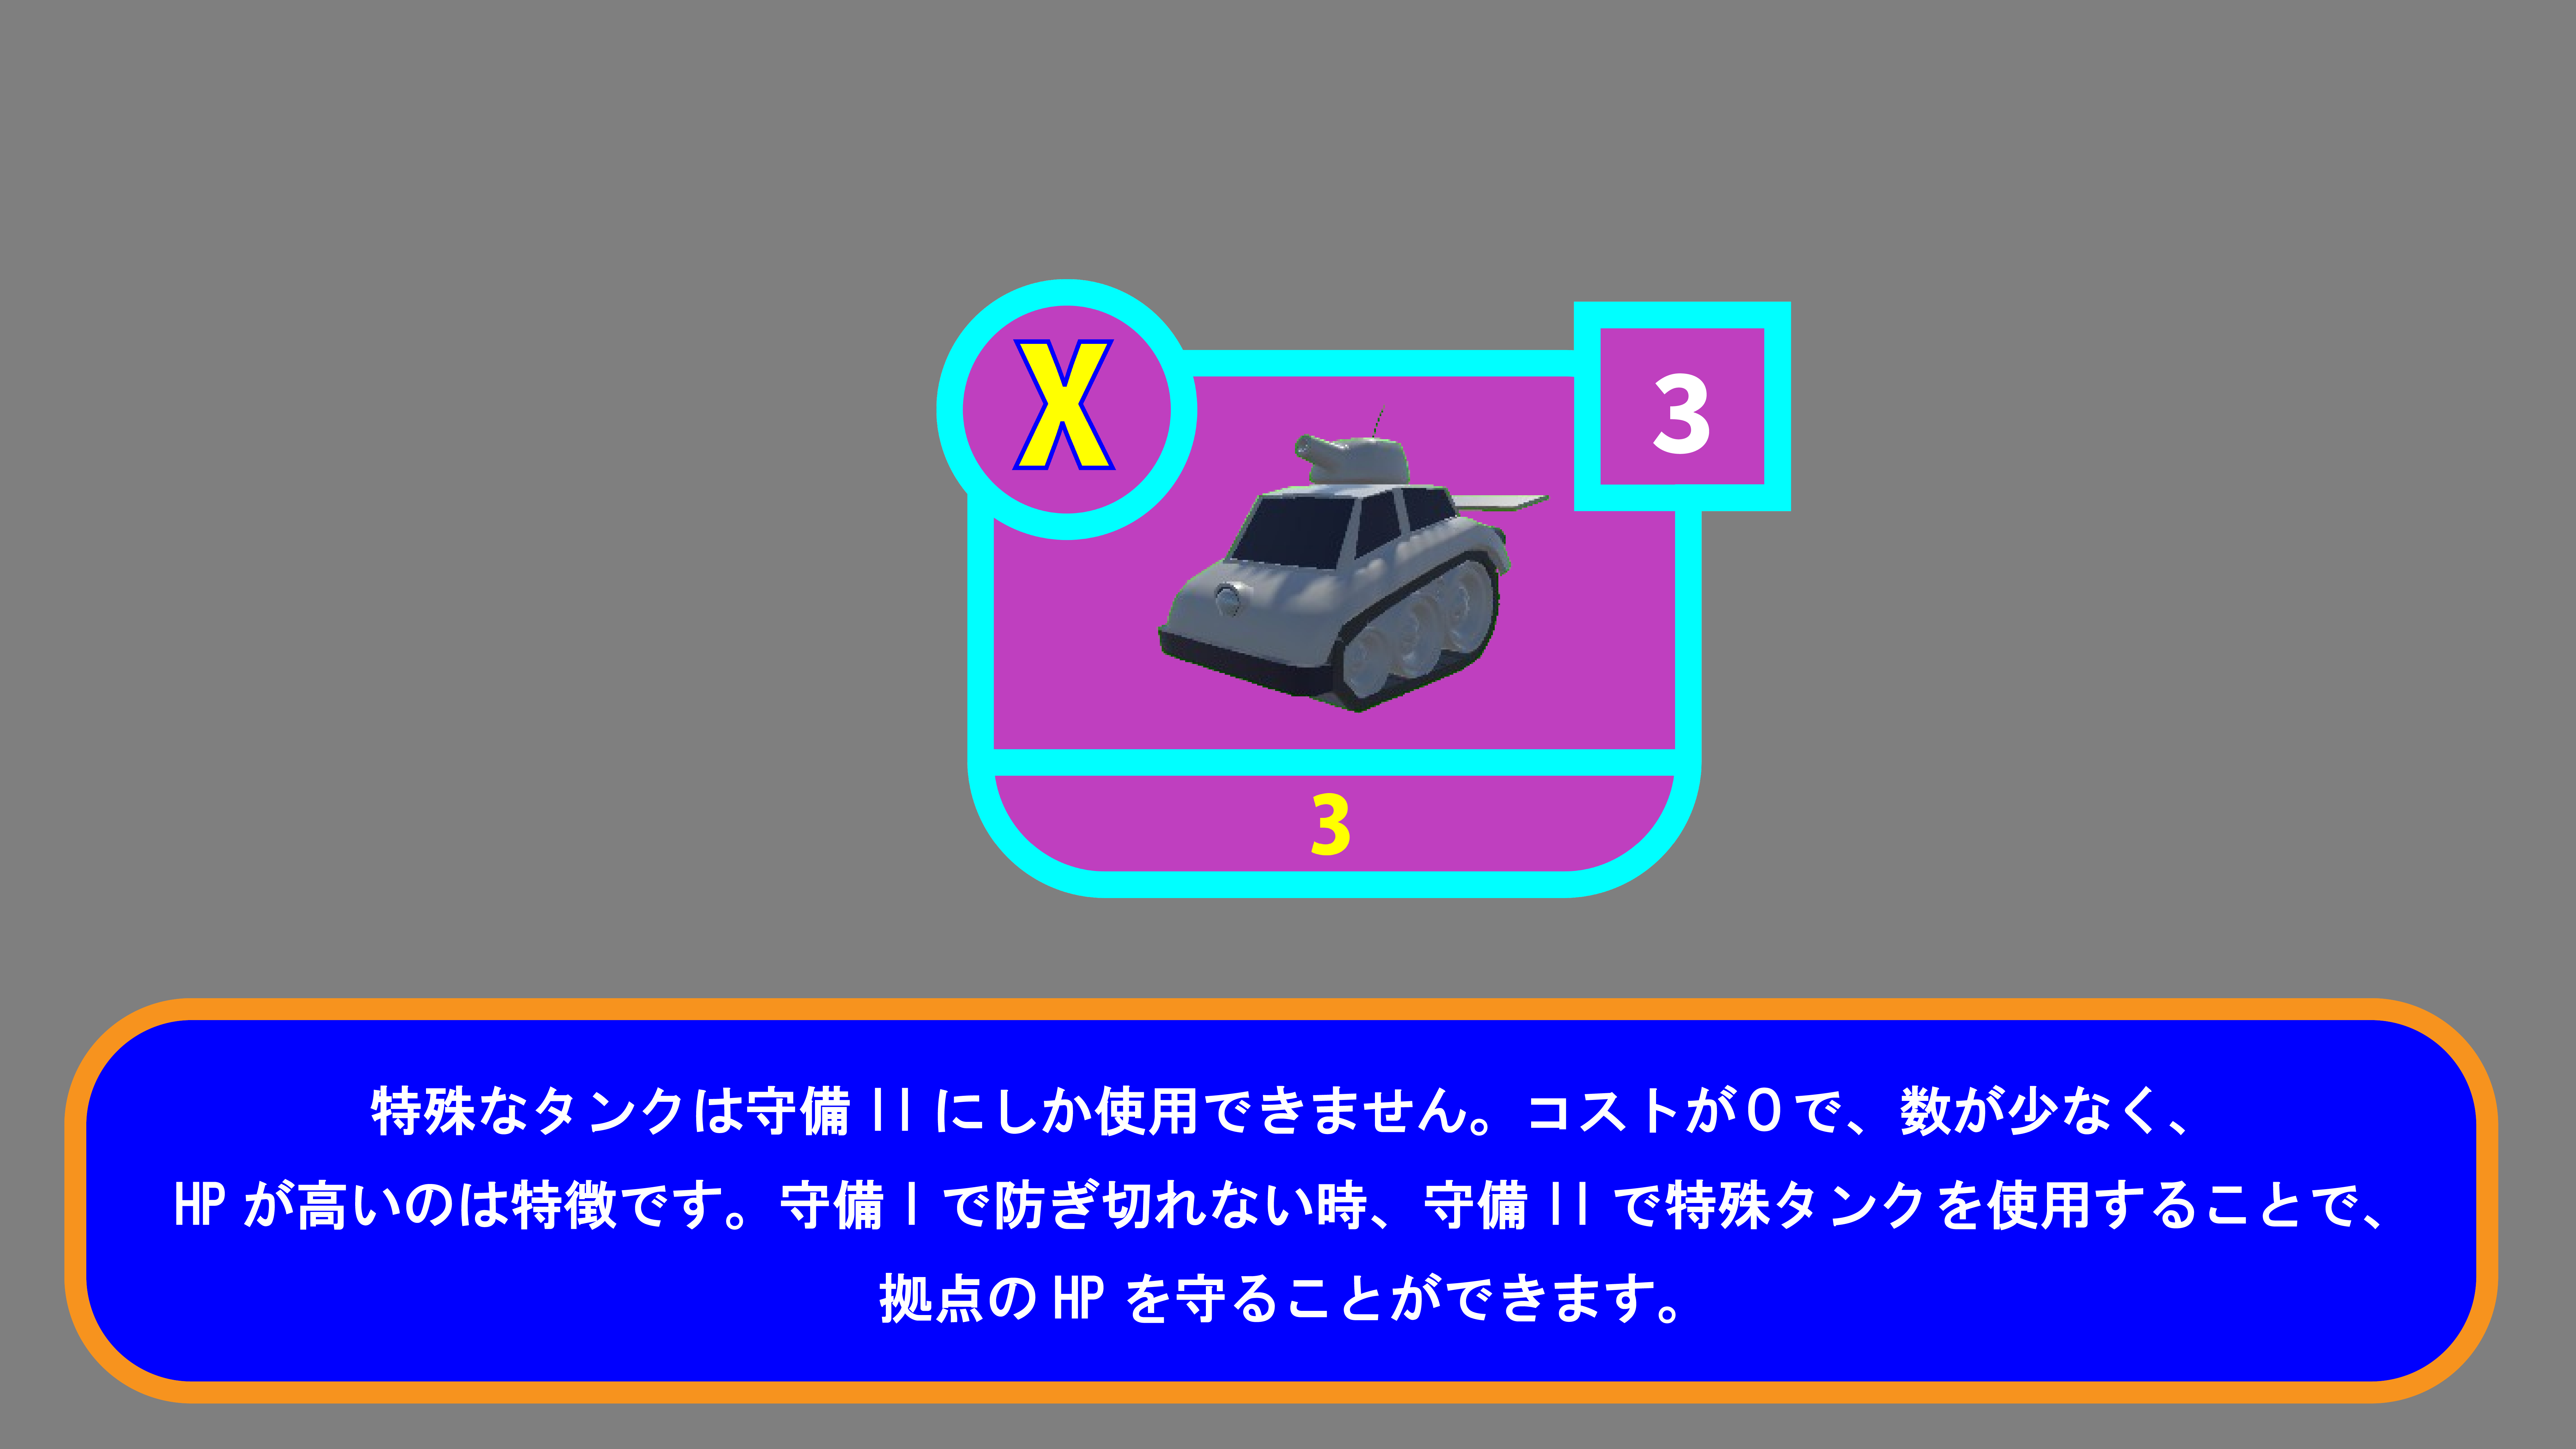 X
3
3
特殊なタンクは守備 II にしか使用できません。コストが０で、数が少なく、
HP が高いのは特徴です。守備 I で防ぎ切れない時、守備 II で特殊タンクを使用することで、
拠点の HP を守ることができます。